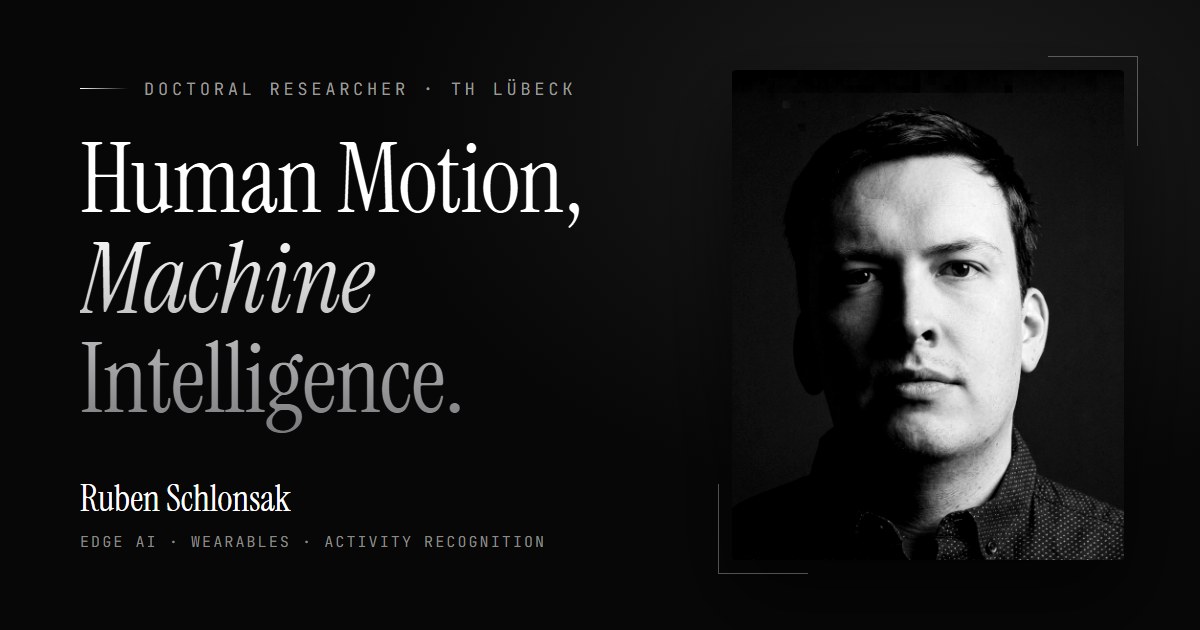 DOCTORAL RESEARCHER · TH LÜBECK
Human Motion,
Machine
Intelligence.
Ruben Schlonsak
EDGE AI · WEARABLES · ACTIVITY RECOGNITION